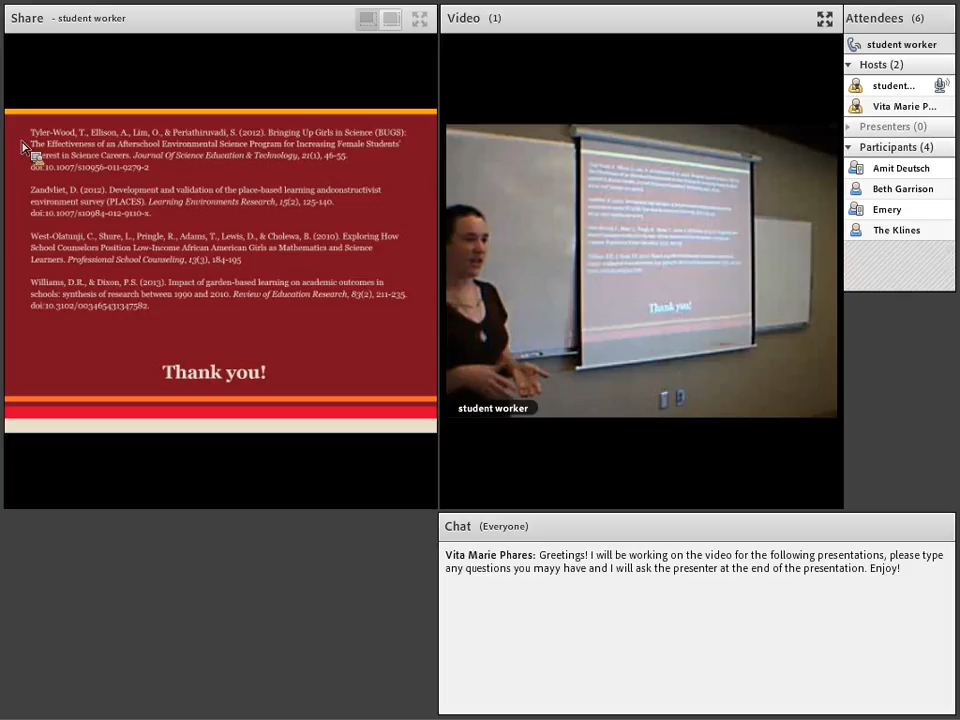 Share - student worker
Video (1)
Attendees (6)
student worker
Hosts (2)
student...
Vita Marie P...
Presenters (0)
Participants (4)
Amit Deutsch
Beth Garrison
Emery
The Klines
Tyler-Wood, T., Ellison, A., Lim, O., & Periathiruvadi, S. (2012). Bringing Up Girls in Science (BUGS):
The Effectiveness of an Afterschool Environmental Science Program for Increasing Female Students'
erest in Science Careers. Journal Of Science Education & Technology, 21(1), 46-55.
doi:10.1007/s10956-011-9279-2
Zandvliet, D. (2012). Development and validation of the place-based learning andconstructivist
environment survey (PLACES). Learning Environments Research, 15(2), 125-140.
doi:10.1007/s10984-012-9110-x.
West-Olatunji, C., Shure, L., Pringle, R., Adams, T., Lewis, D., & Cholewa, B. (2010). Exploring How
School Counselors Position Low-Income African American Girls as Mathematics and Science
Learners. Professional School Counseling, 13(3), 184-195
Williams, D.R., & Dixon, P.S. (2013). Impact of garden-based learning on academic outcomes in
schools: synthesis of research between 1990 and 2010. Review of Education Research, 83(2), 211-235.
doi:10.3102/0034654313475​82.
Thank you!
Thank you!
student worker
Chat (Everyone)
Vita Marie Phares: Greetings! I will be working on the video for the following presentations, please type
any questions you mayy have and I will ask the presenter at the end of the presentation. Enjoy!